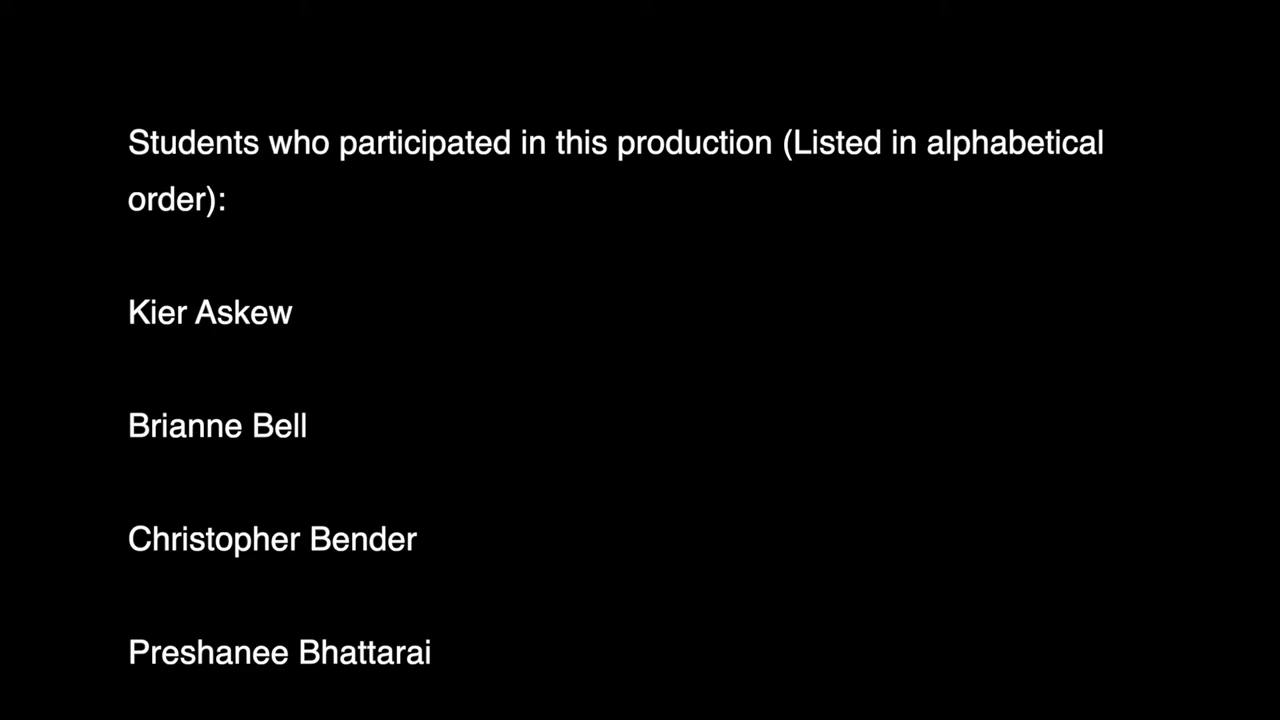 Students who participated in this production (Listed in alphabetical
order):
Kier Askew
Brianne Bell
Christopher Bender
Preshanee Bhattarai